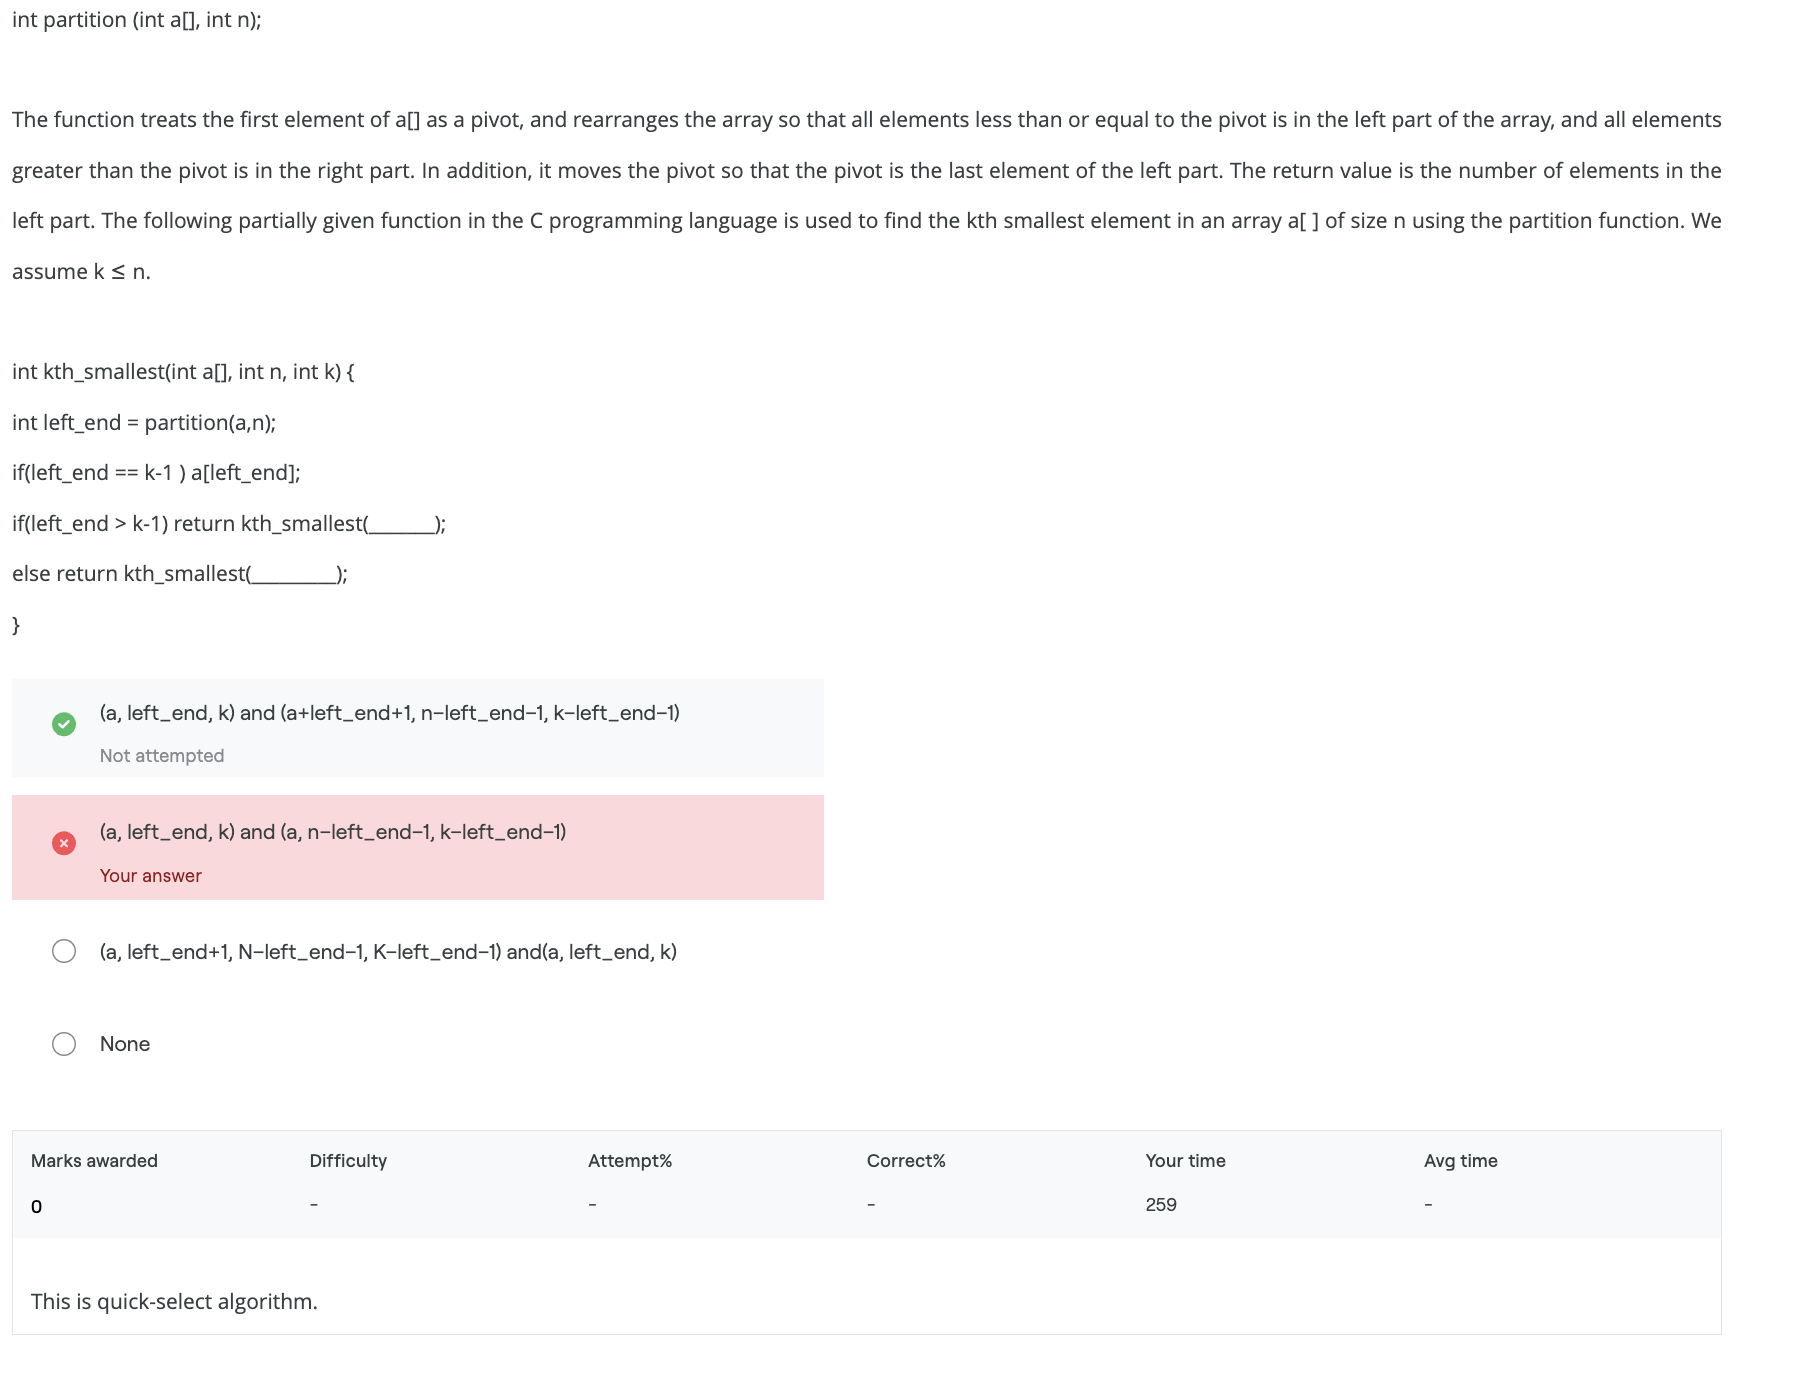 int partition (int a[], int n);
The function treats the first element of a[] as a pivot, and rearranges the array so that all elements less than or equal to the pivot is in the left part of the array, and all elements
greater than the pivot is in the right part. In addition, it moves the pivot so that the pivot is the last element of the left part. The return value is the number of elements in the
left part. The following partially given function in the C programming language is used to find the kth smallest element in an array a[ ] of size n using the partition function. We
assume k ≤ n.
int kth_smallest(int a[], int n, int k) {
int left_end = partition(a,n);
if(left_end == k-1 ) a[left_end];
if(left_end > k-1) return kth_smallest(______);
else return kth_smallest(________);
}
(a, left_end, k) and (a+left_end+1, n–left_end–1, k–left_end–1)
Not attempted
(a, left_end, k) and (a, n–left_end–1, k–left_end–1)
Your answer
(a, left_end+1, N–left_end–1, K–left_end–1) and(a, left_end, k)
None
Marks awarded Difficulty Attempt% Correct% Your time Avg time
0 - - - 259 -
This is quick-select algorithm.